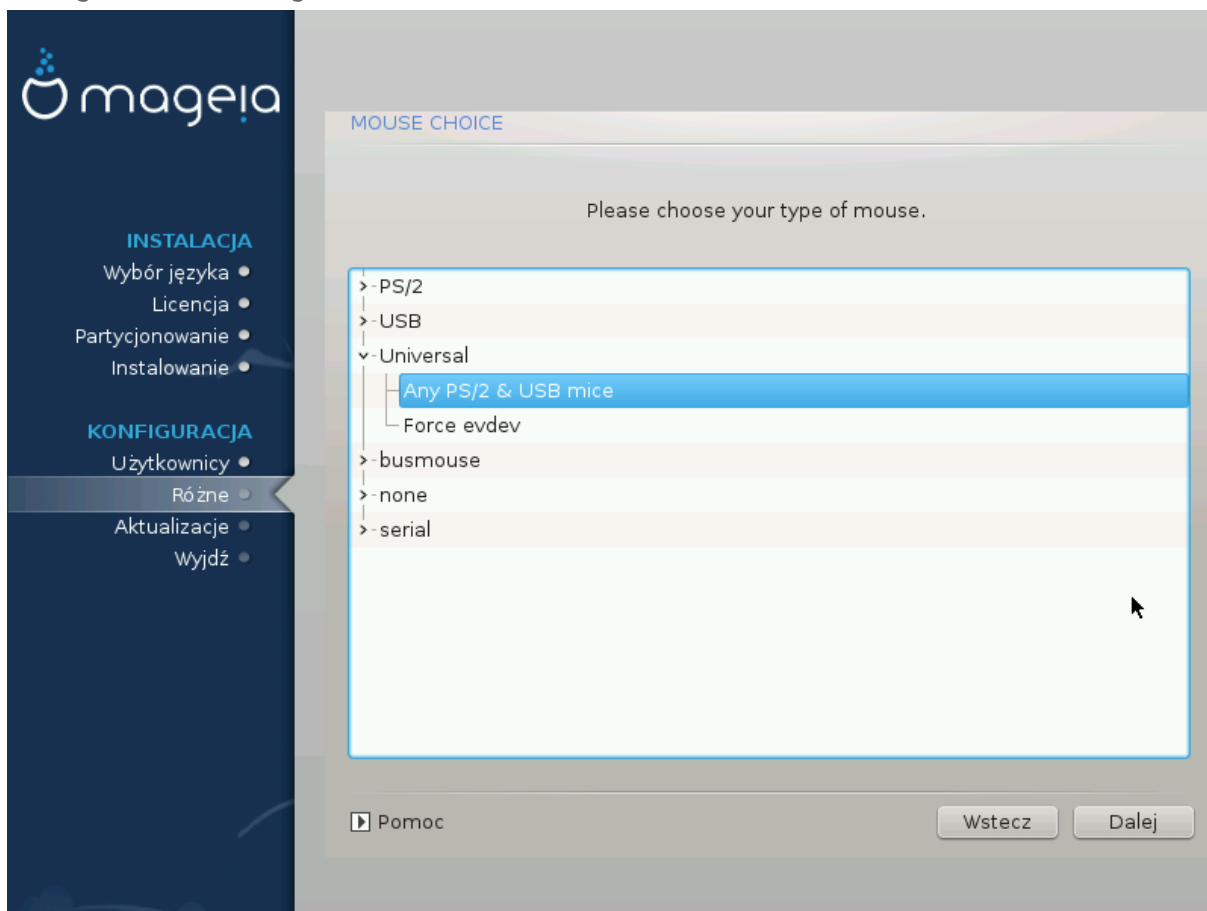 mageia
INSTALACJA
Wybór języka
Licencja
Partycjonowanie
Instalowanie
KONFIGURACJA
Użytkownicy
Różne
Aktualizacje
Wyjdź
MOUSE CHOICE
Please choose your type of mouse.
PS/2
USB
Universal
Any PS/2 & USB mice
Force evdev
busmouse
none
serial
Pomoc
Wstecz
Dalej